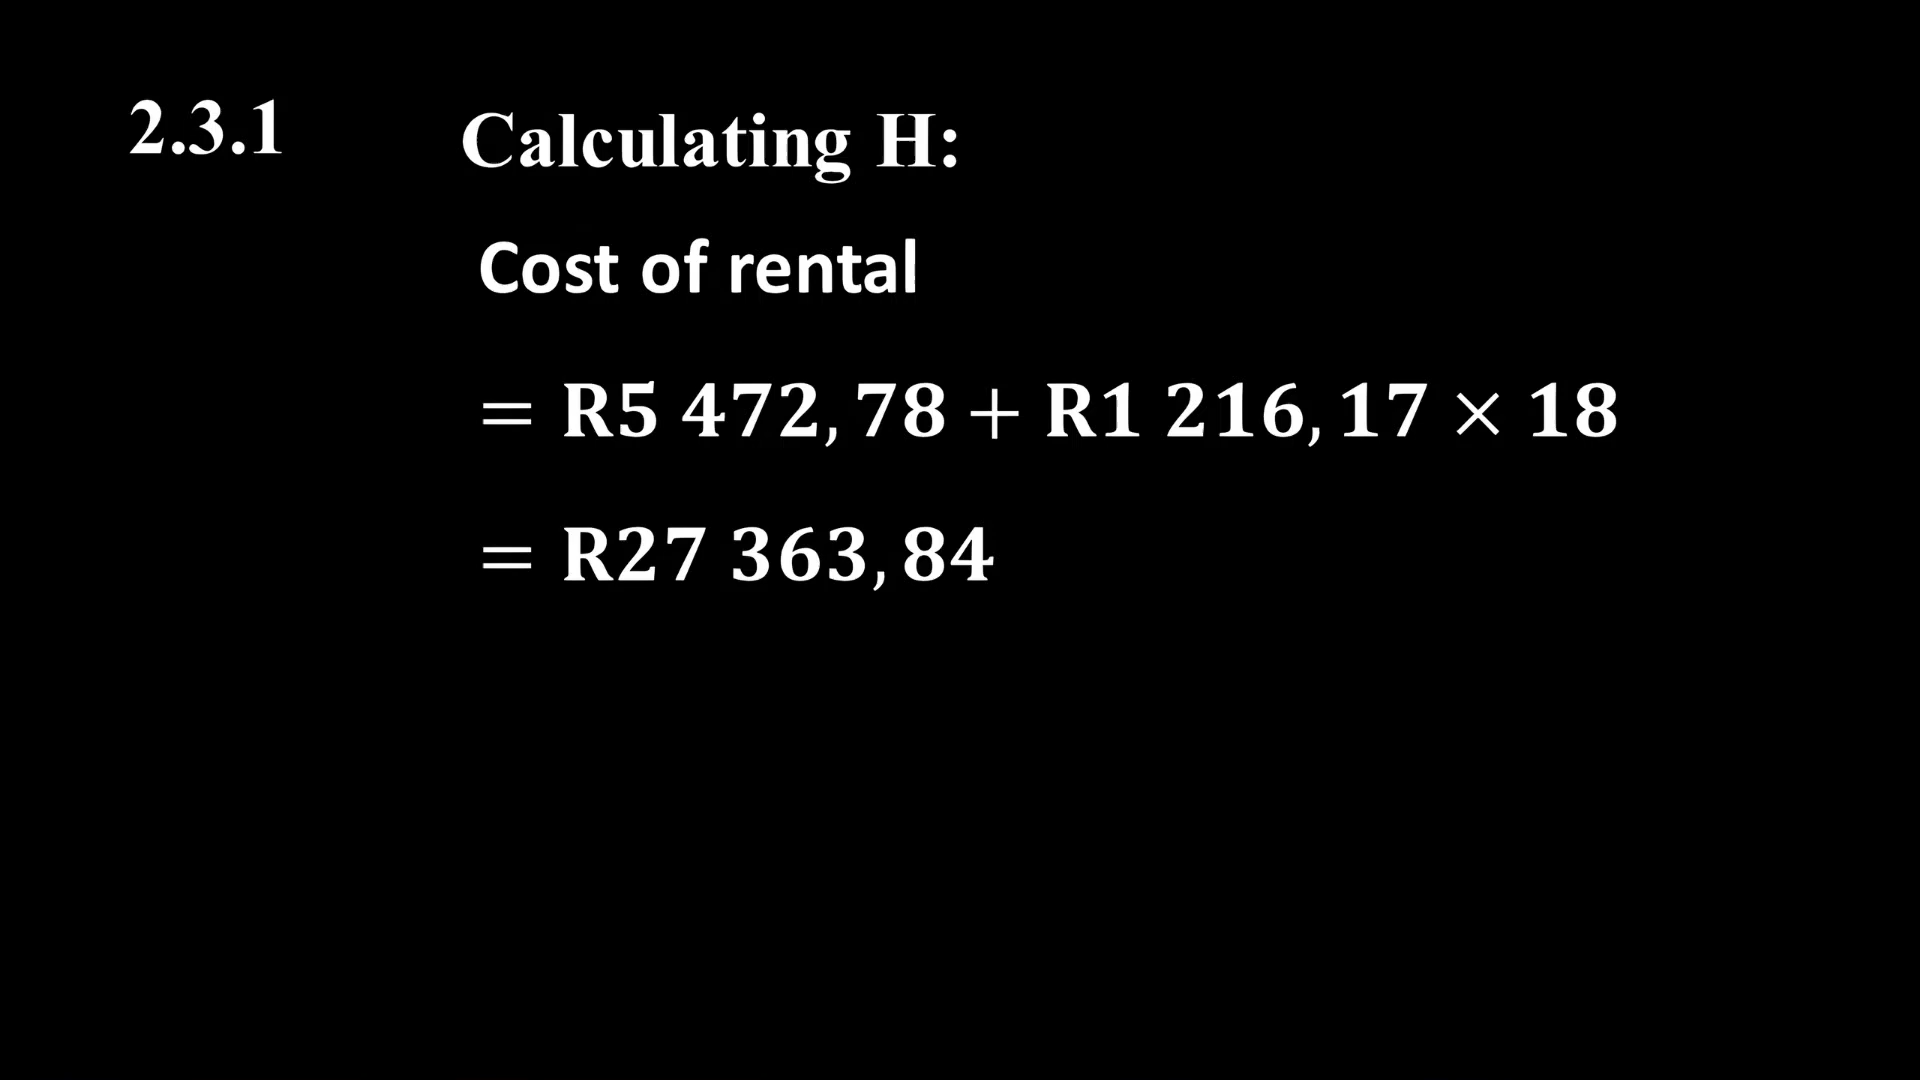 2.3.1 Calculating H:
Cost of rental
= R5 472,78 + R1 216,17 × 18
= R27 363,84